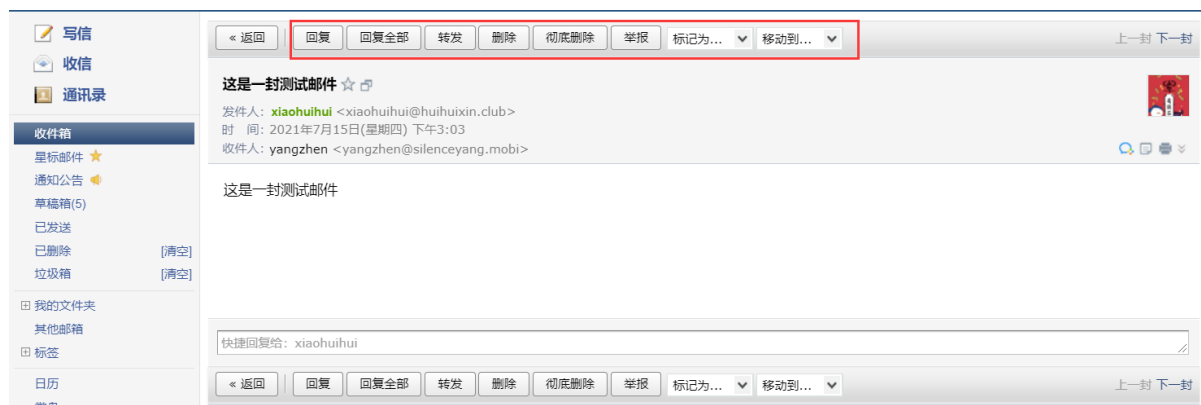 写信
收信
通讯录
收件箱
星标邮件
通知公告
草稿箱(5)
已发送
已删除 [清空]
垃圾箱 [清空]
我的文件夹
其他邮箱
标签
日历
« 返回 回复 回复全部 转发 删除 彻底删除 举报 标记为... 移动到... 上一封 下一封
这是一封测试邮件
发件人: xiaohuihui <xiaohuihui@huihuixin.club>
时 间: 2021年7月15日(星期四) 下午3:03
收件人: yangzhen <yangzhen@silenceyang.mobi>
这是一封测试邮件
快捷回复给: xiaohuihui
« 返回 回复 回复全部 转发 删除 彻底删除 举报 标记为... 移动到... 上一封 下一封